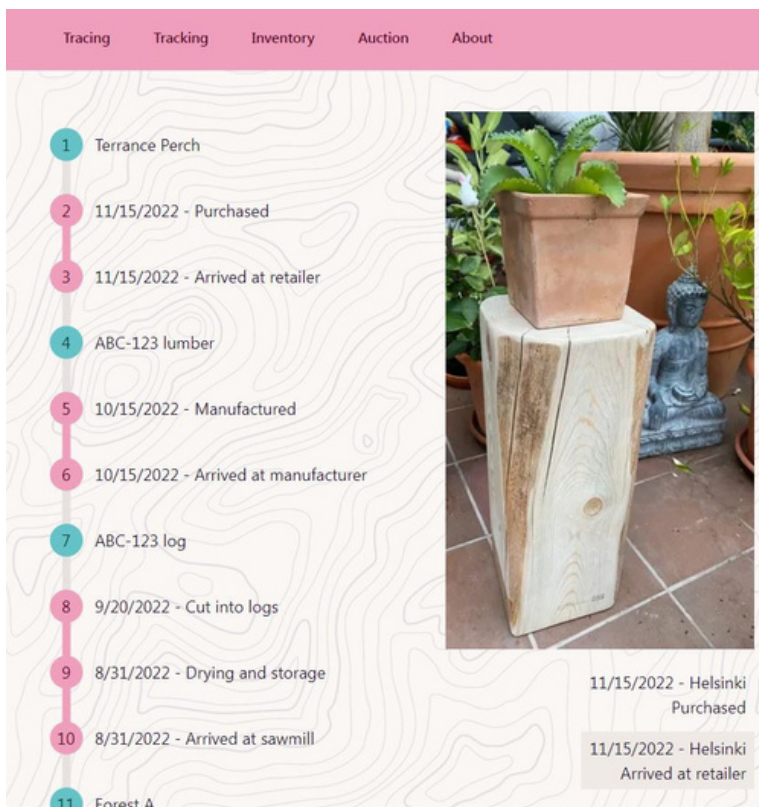 Tracing Tracking Inventory Auction About
1 Terrance Perch
2 11/15/2022 - Purchased
3 11/15/2022 - Arrived at retailer
4 ABC-123 lumber
5 10/15/2022 - Manufactured
6 10/15/2022 - Arrived at manufacturer
7 ABC-123 log
8 9/20/2022 - Cut into logs
9 8/31/2022 - Drying and storage
10 8/31/2022 - Arrived at sawmill
11 Forest A
11/15/2022 - Helsinki
Purchased
11/15/2022 - Helsinki
Arrived at retailer